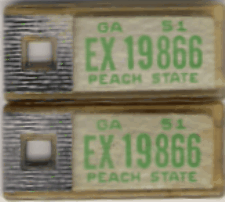 GA 51
EX 19866
PEACH STATE
GA 51
EX 19866
PEACH STATE